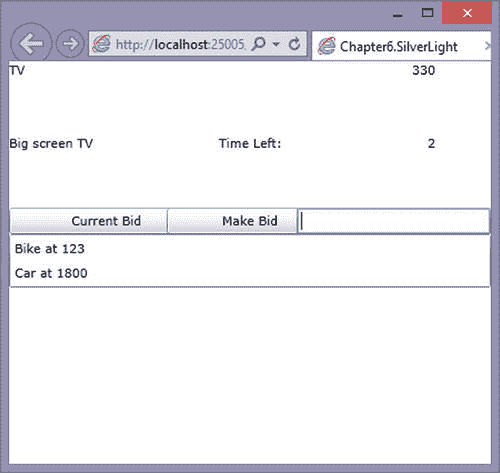 http://localhost:25005,
Chapter6.SilverLight
TV 330
Big screen TV Time Left: 2
Current Bid Make Bid
Bike at 123
Car at 1800